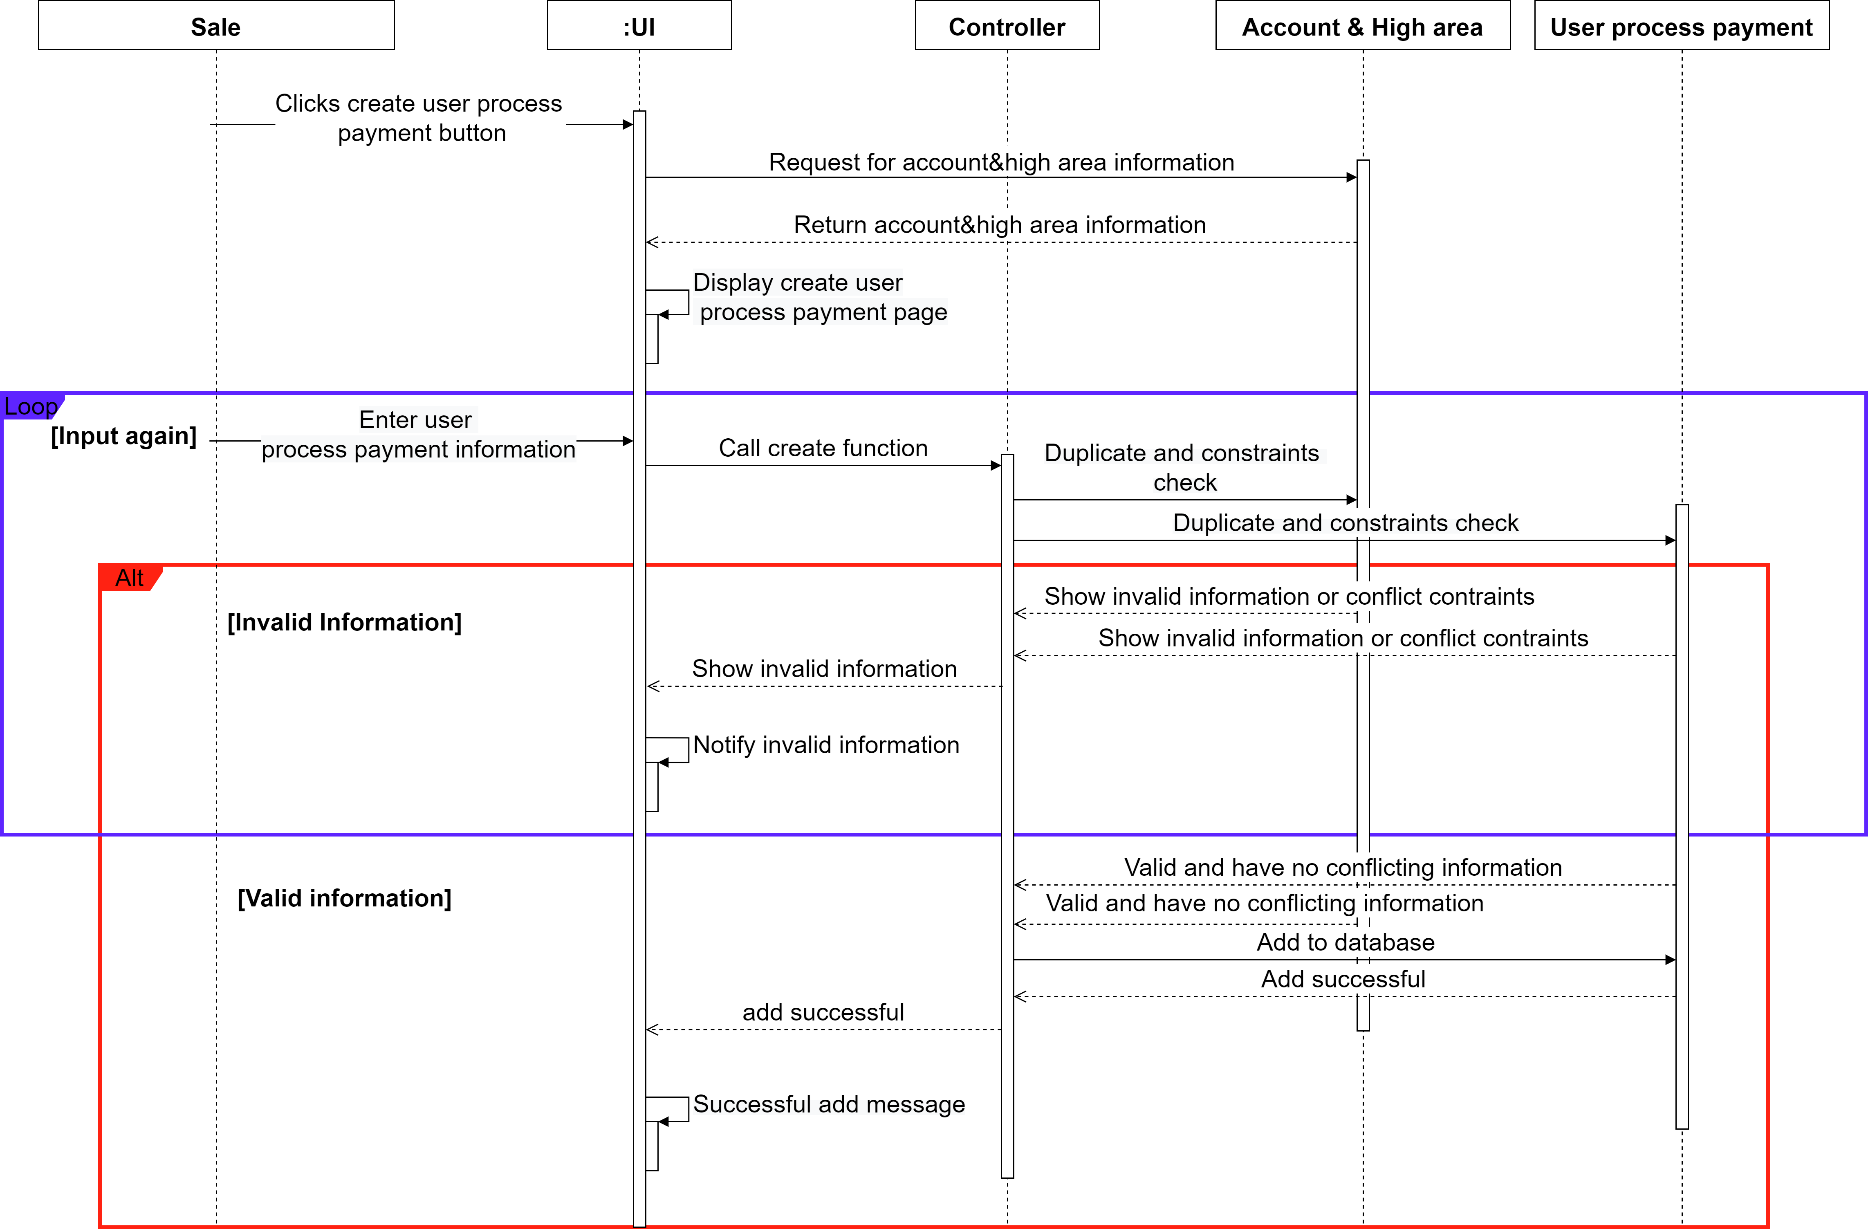 Sale
:UI
Controller
Account & High area
User process payment
Clicks create user process
payment button
Request for account&high area information
Return account&high area information
Display create user
process payment page
Loop
[Input again]
Enter user
process payment information
Call create function
Duplicate and constraints
check
Duplicate and constraints check
Alt
Show invalid information or conflict contraints
[Invalid Information]
Show invalid information or conflict contraints
Show invalid information
Notify invalid information
Valid and have no conflicting information
[Valid information]
Valid and have no conflicting information
Add to database
Add successful
add successful
Successful add message